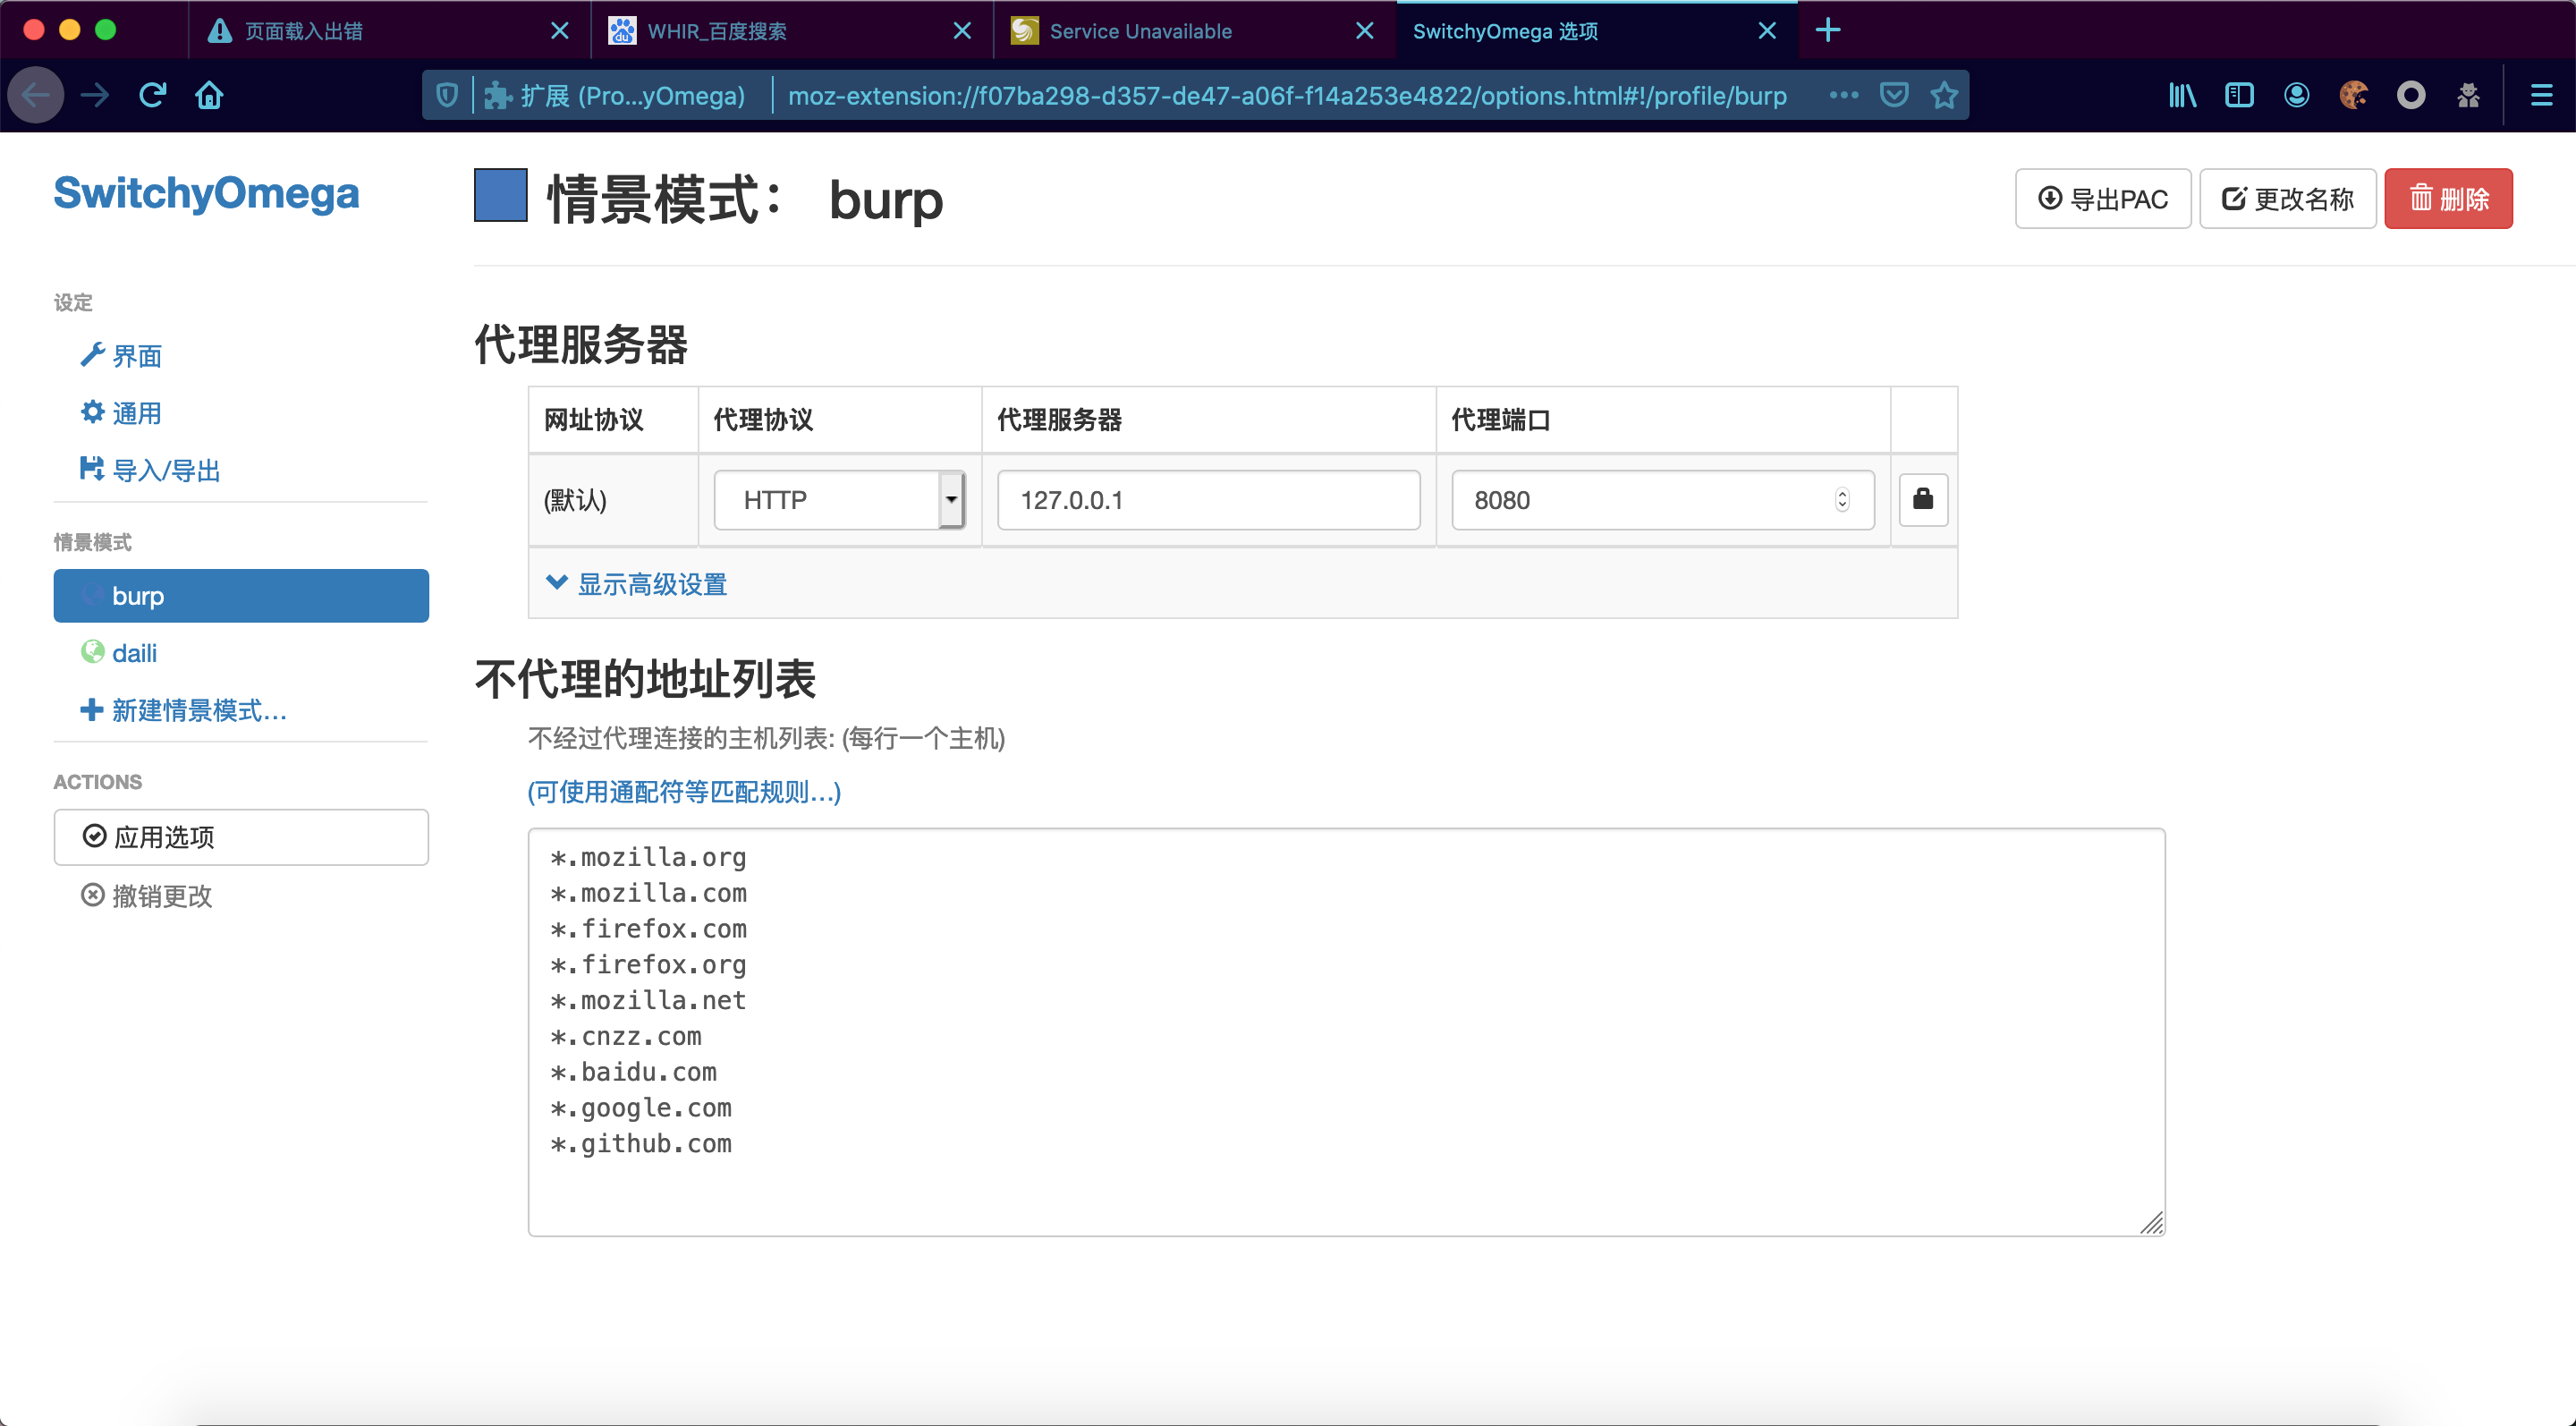 页面载入出错
WHIR_百度搜索
Service Unavailable
SwitchyOmega 选项
扩展 (Pro...yOmega)
moz-extension://f07ba298-d357-de47-a06f-f14a253e4822/options.html#!/profile/burp
SwitchyOmega
情景模式： burp
导出PAC
更改名称
删除
设定
界面
通用
导入/导出
情景模式
burp
daili
新建情景模式...
ACTIONS
应用选项
撤销更改
代理服务器
网址协议 代理协议 代理服务器 代理端口
(默认) HTTP 127.0.0.1 8080
显示高级设置
不代理的地址列表
不经过代理连接的主机列表: (每行一个主机)
(可使用通配符等匹配规则...)
*.mozilla.org
*.mozilla.com
*.firefox.com
*.firefox.org
*.mozilla.net
*.cnzz.com
*.baidu.com
*.google.com
*.github.com